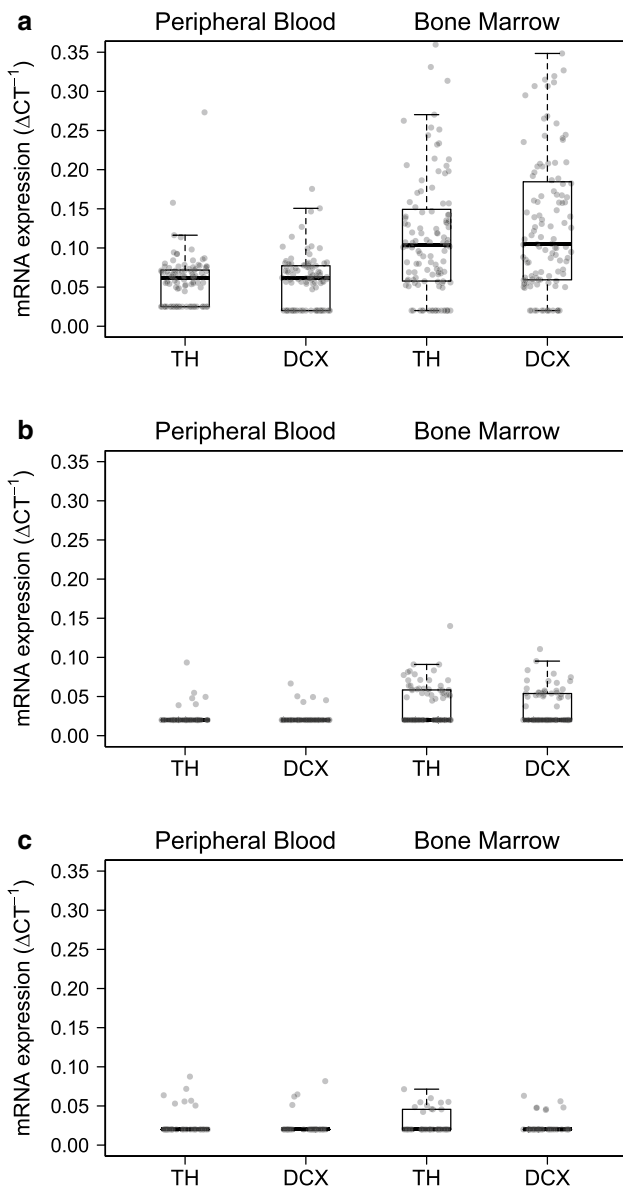 a
Peripheral Blood Bone Marrow
mRNA expression (ΔCT⁻¹)
0.35
0.30
0.25
0.20
0.15
0.10
0.05
0.00
TH DCX TH DCX
b
Peripheral Blood Bone Marrow
mRNA expression (ΔCT⁻¹)
0.35
0.30
0.25
0.20
0.15
0.10
0.05
0.00
TH DCX TH DCX
c
Peripheral Blood Bone Marrow
mRNA expression (ΔCT⁻¹)
0.35
0.30
0.25
0.20
0.15
0.10
0.05
0.00
TH DCX TH DCX